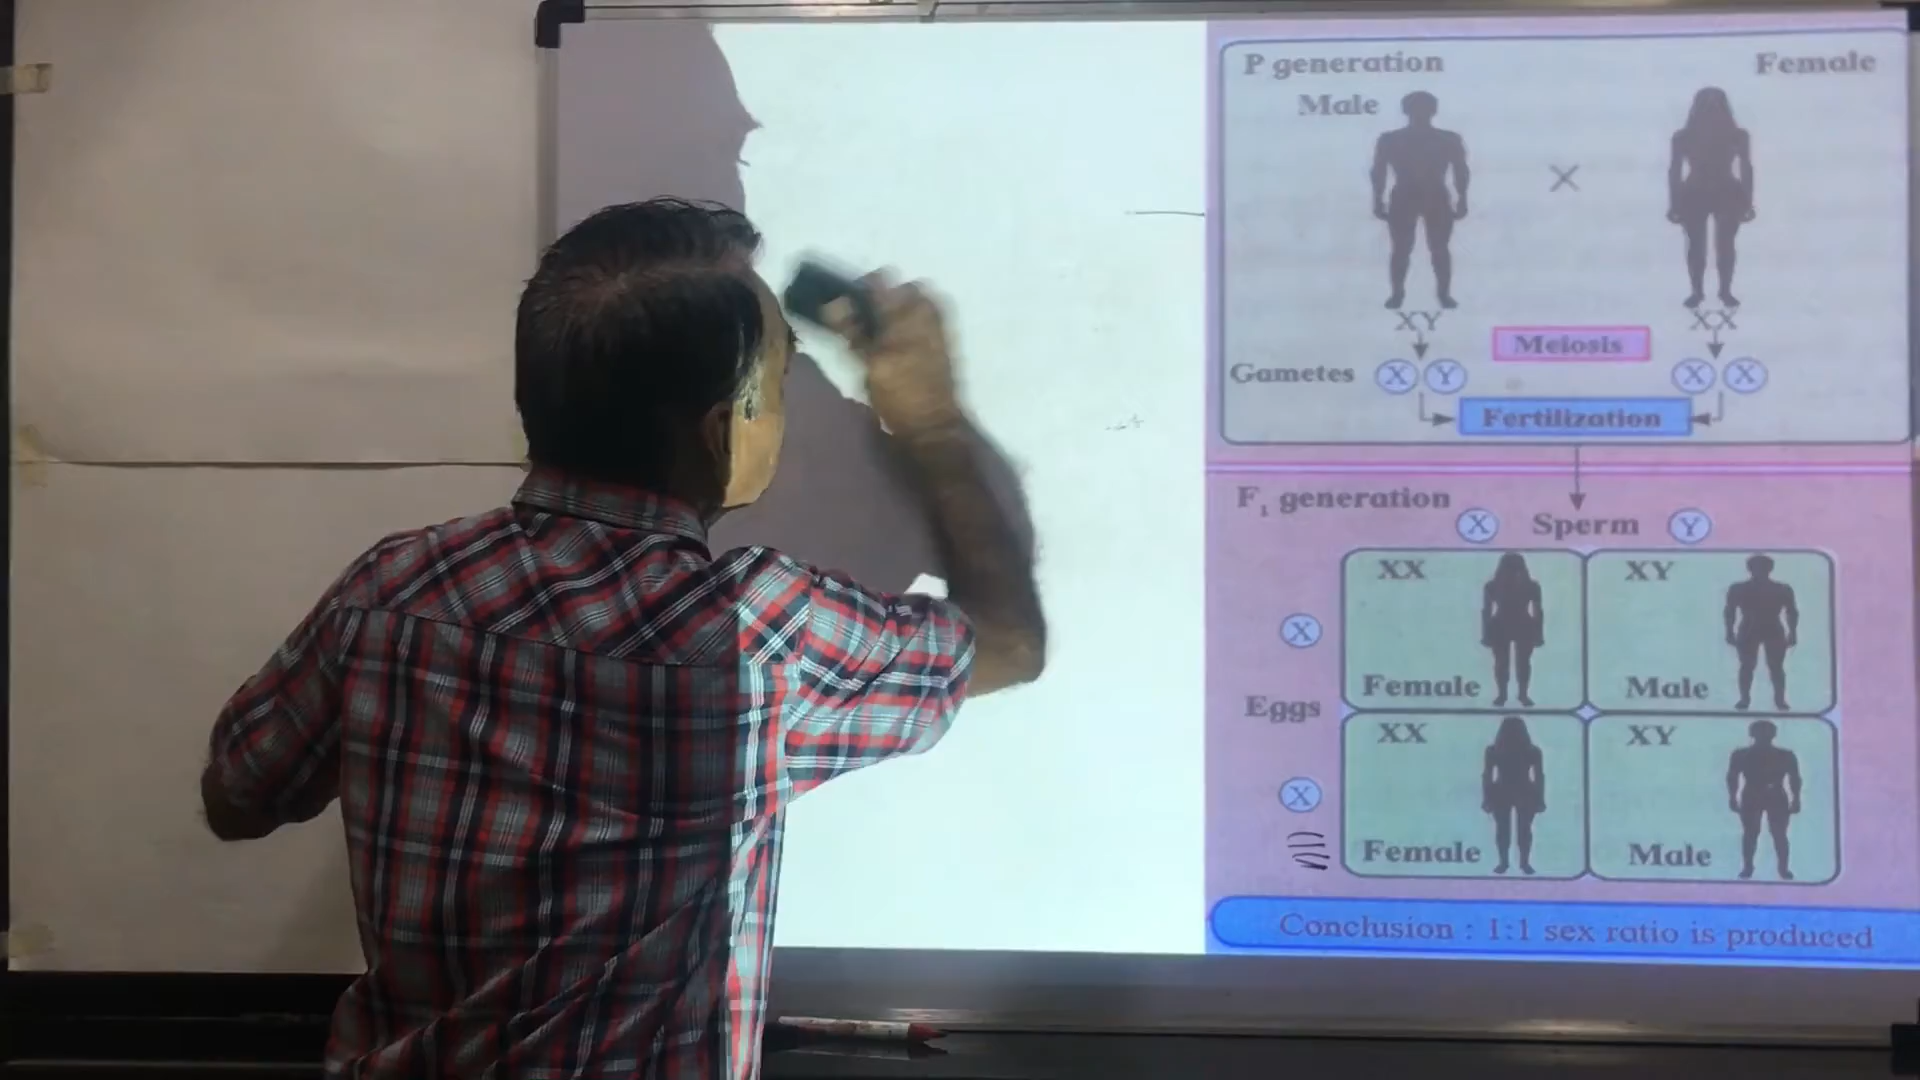 P generation
Female
Male
X
XY
XX
Meiosis
Gametes X Y X X
Fertilization
F1 generation
X Sperm Y
XX XY
X
Female Male
Eggs
XX XY
X
Female Male
Conclusion : 1:1 sex ratio is produced